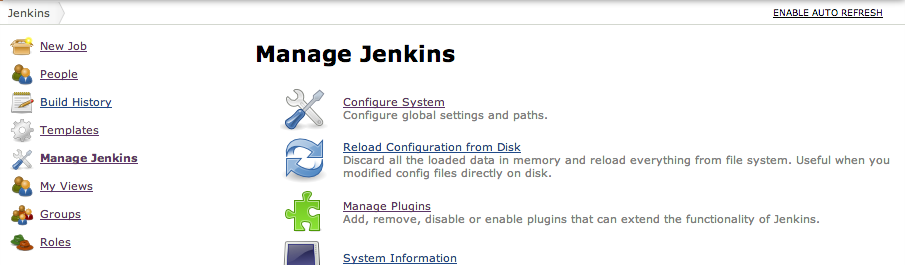 Jenkins
ENABLE AUTO REFRESH
New Job
People
Build History
Templates
Manage Jenkins
My Views
Groups
Roles
Manage Jenkins
Configure System
Configure global settings and paths.
Reload Configuration from Disk
Discard all the loaded data in memory and reload everything from file system. Useful when you
modified config files directly on disk.
Manage Plugins
Add, remove, disable or enable plugins that can extend the functionality of Jenkins.
System Information